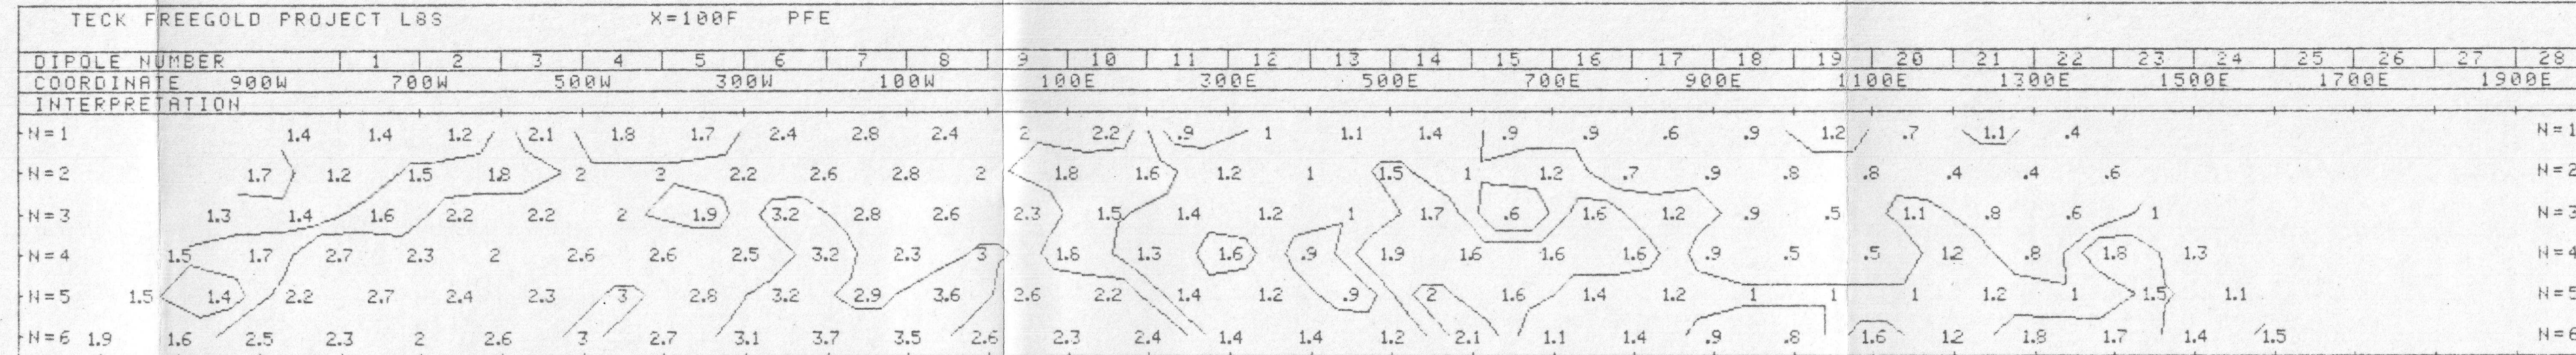 TECK FREEGOLD PROJECT L8S X=100F PFE
DIPOLE NUMBER 1 2 3 4 5 6 7 8 9 10 11 12 13 14 15 16 17 18 19 20 21 22 23 24 25 26 27 28
COORDINATE 900W 700W 500W 300W 100W 100E 300E 500E 700E 900E 1100E 1300E 1500E 1700E 1900E
INTERPRETATION
N=1 1.4 1.4 1.2 2.1 1.8 1.7 2.4 2.8 2.4 2 2.2 .9 1 1.1 1.4 .9 .9 .6 .9 1.2 .7 1.1 .4 N=1
N=2 1.7 1.2 1.5 1.8 2 2 2.2 2.6 2.8 2 1.8 1.6 1.2 1 1.5 1 1.2 .7 .9 .8 .8 .4 .4 .6 N=2
N=3 1.3 1.4 1.6 2.2 2.2 2 1.9 3.2 2.8 2.6 2.3 1.5 1.4 1.2 1 1.7 .6 1.6 1.2 .9 .5 1.1 .8 .6 1 N=3
N=4 1.5 1.7 2.7 2.3 2 2.6 2.6 2.5 3.2 2.3 3 1.8 1.3 1.6 .9 1.9 1.6 1.6 1.6 .9 .5 .5 1.2 .8 1.8 1.3 N=4
N=5 1.5 1.4 2.2 2.7 2.4 2.3 3 2.8 3.2 2.9 3.6 2.6 2.2 1.4 1.2 .9 2 1.6 1.4 1.2 1 1 1 1.2 1 1.5 1.1 N=5
N=6 1.9 1.6 2.5 2.3 2 2.6 3 2.7 3.1 3.7 3.5 2.6 2.3 2.4 1.4 1.4 1.2 2.1 1.1 1.4 .9 .8 1.6 1.2 1.8 1.7 1.4 1.5 N=6